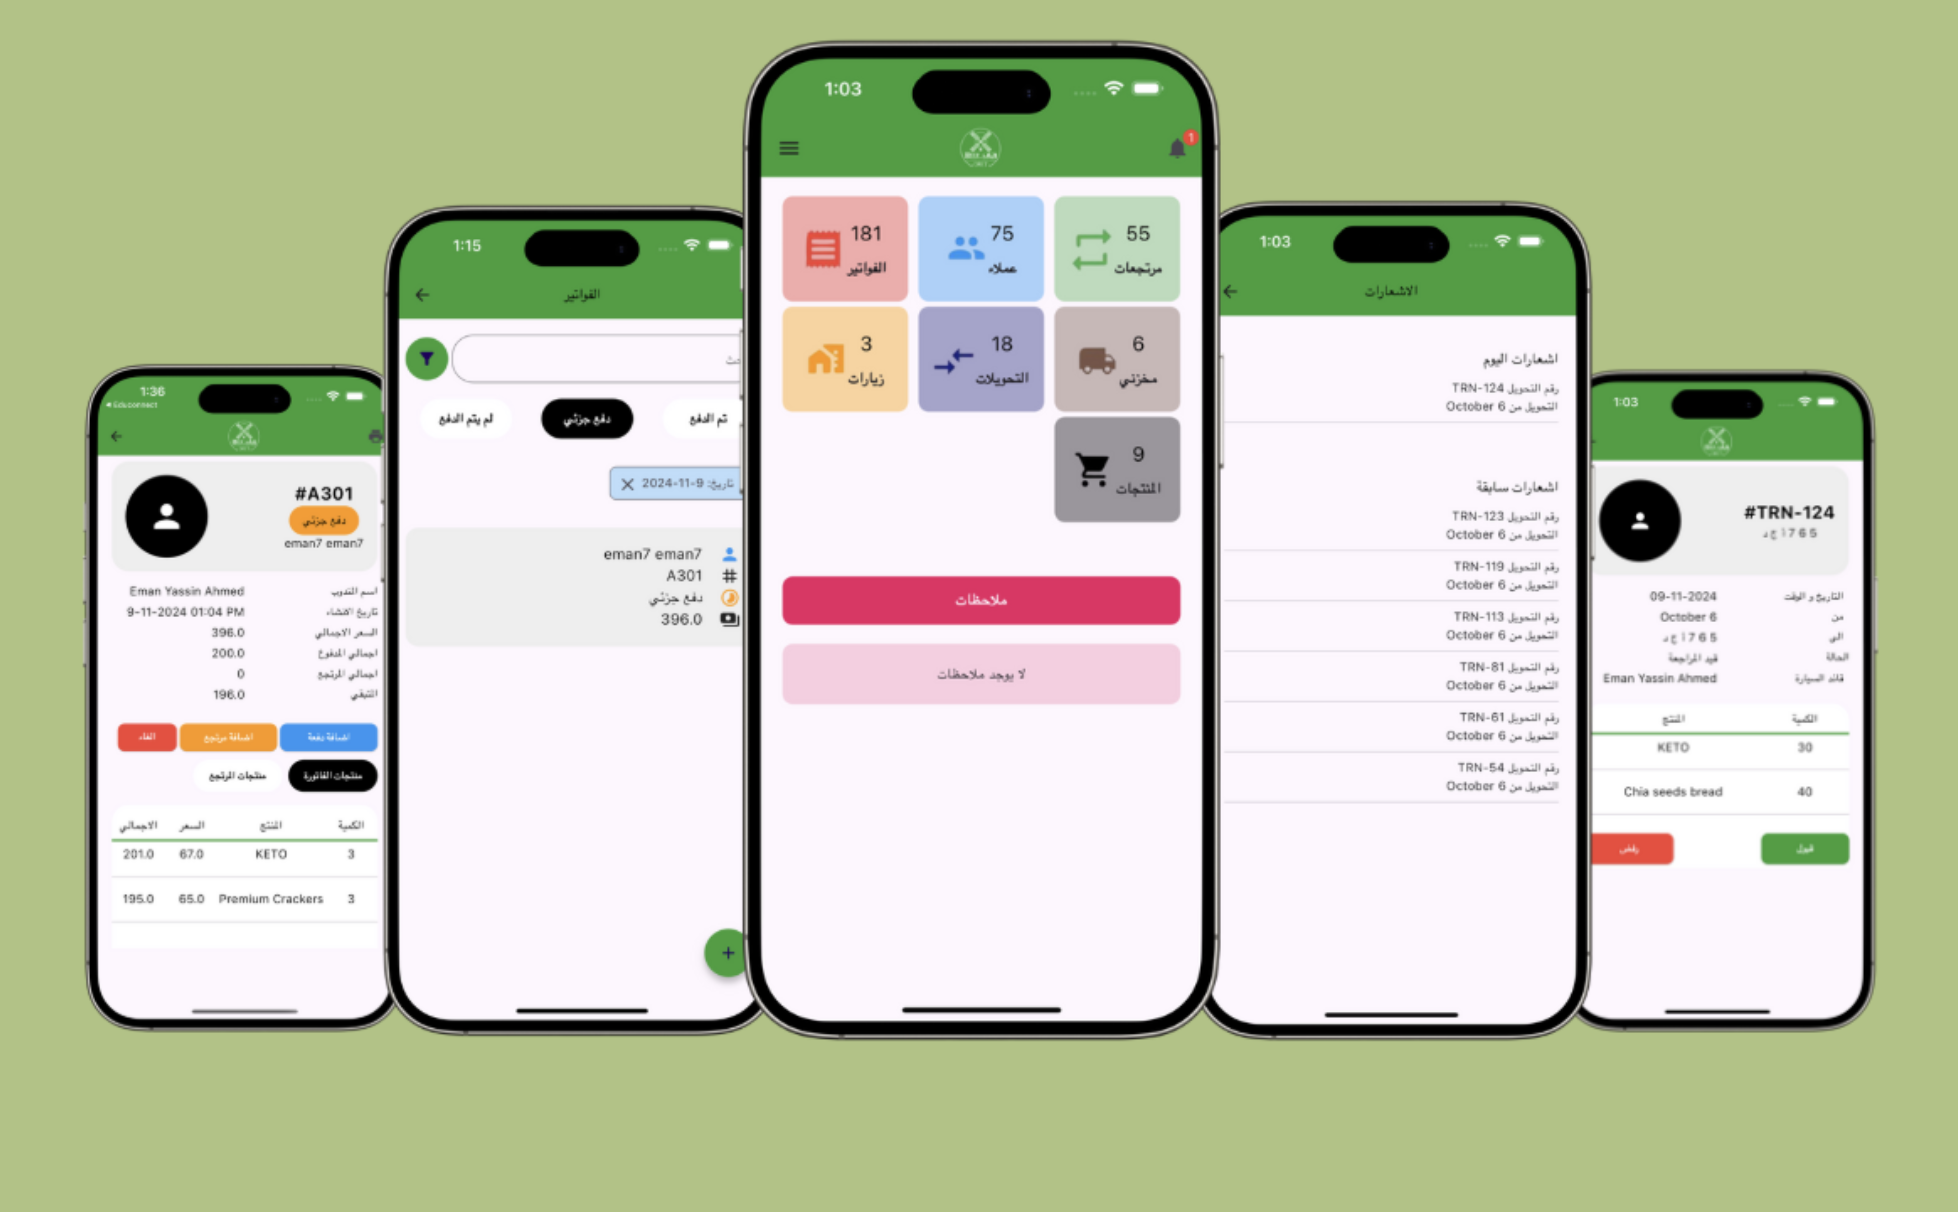 1:36
◂ Educonnect
#A301
دفع جزئي
eman7 eman7
اسم المندوب Eman Yassin Ahmed
تاريخ الانشاء 9-11-2024 01:04 PM
السعر الاجمالي 396.0
اجمالي المدفوع 200.0
اجمالي المرتجع 0
المتبقي 196.0
اضافة دفعة اضافة مرتجع الغاء
منتجات الفاتورة منتجات المرتجع
الكمية المنتج السعر الاجمالي
3 KETO 67.0 201.0
3 Premium Crackers 65.0 195.0
1:15
الفواتير
تم الدفع دفع جزئي لم يتم الدفع
تاريخ: 9-11-2024
eman7 eman7
A301
دفع جزئي
396.0
1:03
1
55 75 181
مرتجعات عملاء الفواتير
6 18 3
مخزني التحويلات زيارات
9
المنتجات
ملاحظات
لا يوجد ملاحظات
1:03
الاشعارات
اشعارات اليوم
رقم التحويل TRN-124
التحويل من 6 October
اشعارات سابقة
رقم التحويل TRN-123
التحويل من 6 October
رقم التحويل TRN-119
التحويل من 6 October
رقم التحويل TRN-113
التحويل من 6 October
رقم التحويل TRN-81
التحويل من 6 October
رقم التحويل TRN-61
التحويل من 6 October
رقم التحويل TRN-54
التحويل من 6 October
1:03
#TRN-124
التاريخ و الوقت 09-11-2024
من 6 October
الى
الحالة قيد المراجعة
قائد السيارة Eman Yassin Ahmed
الكمية المنتج
30 KETO
40 Chia seeds bread
قبول رفض